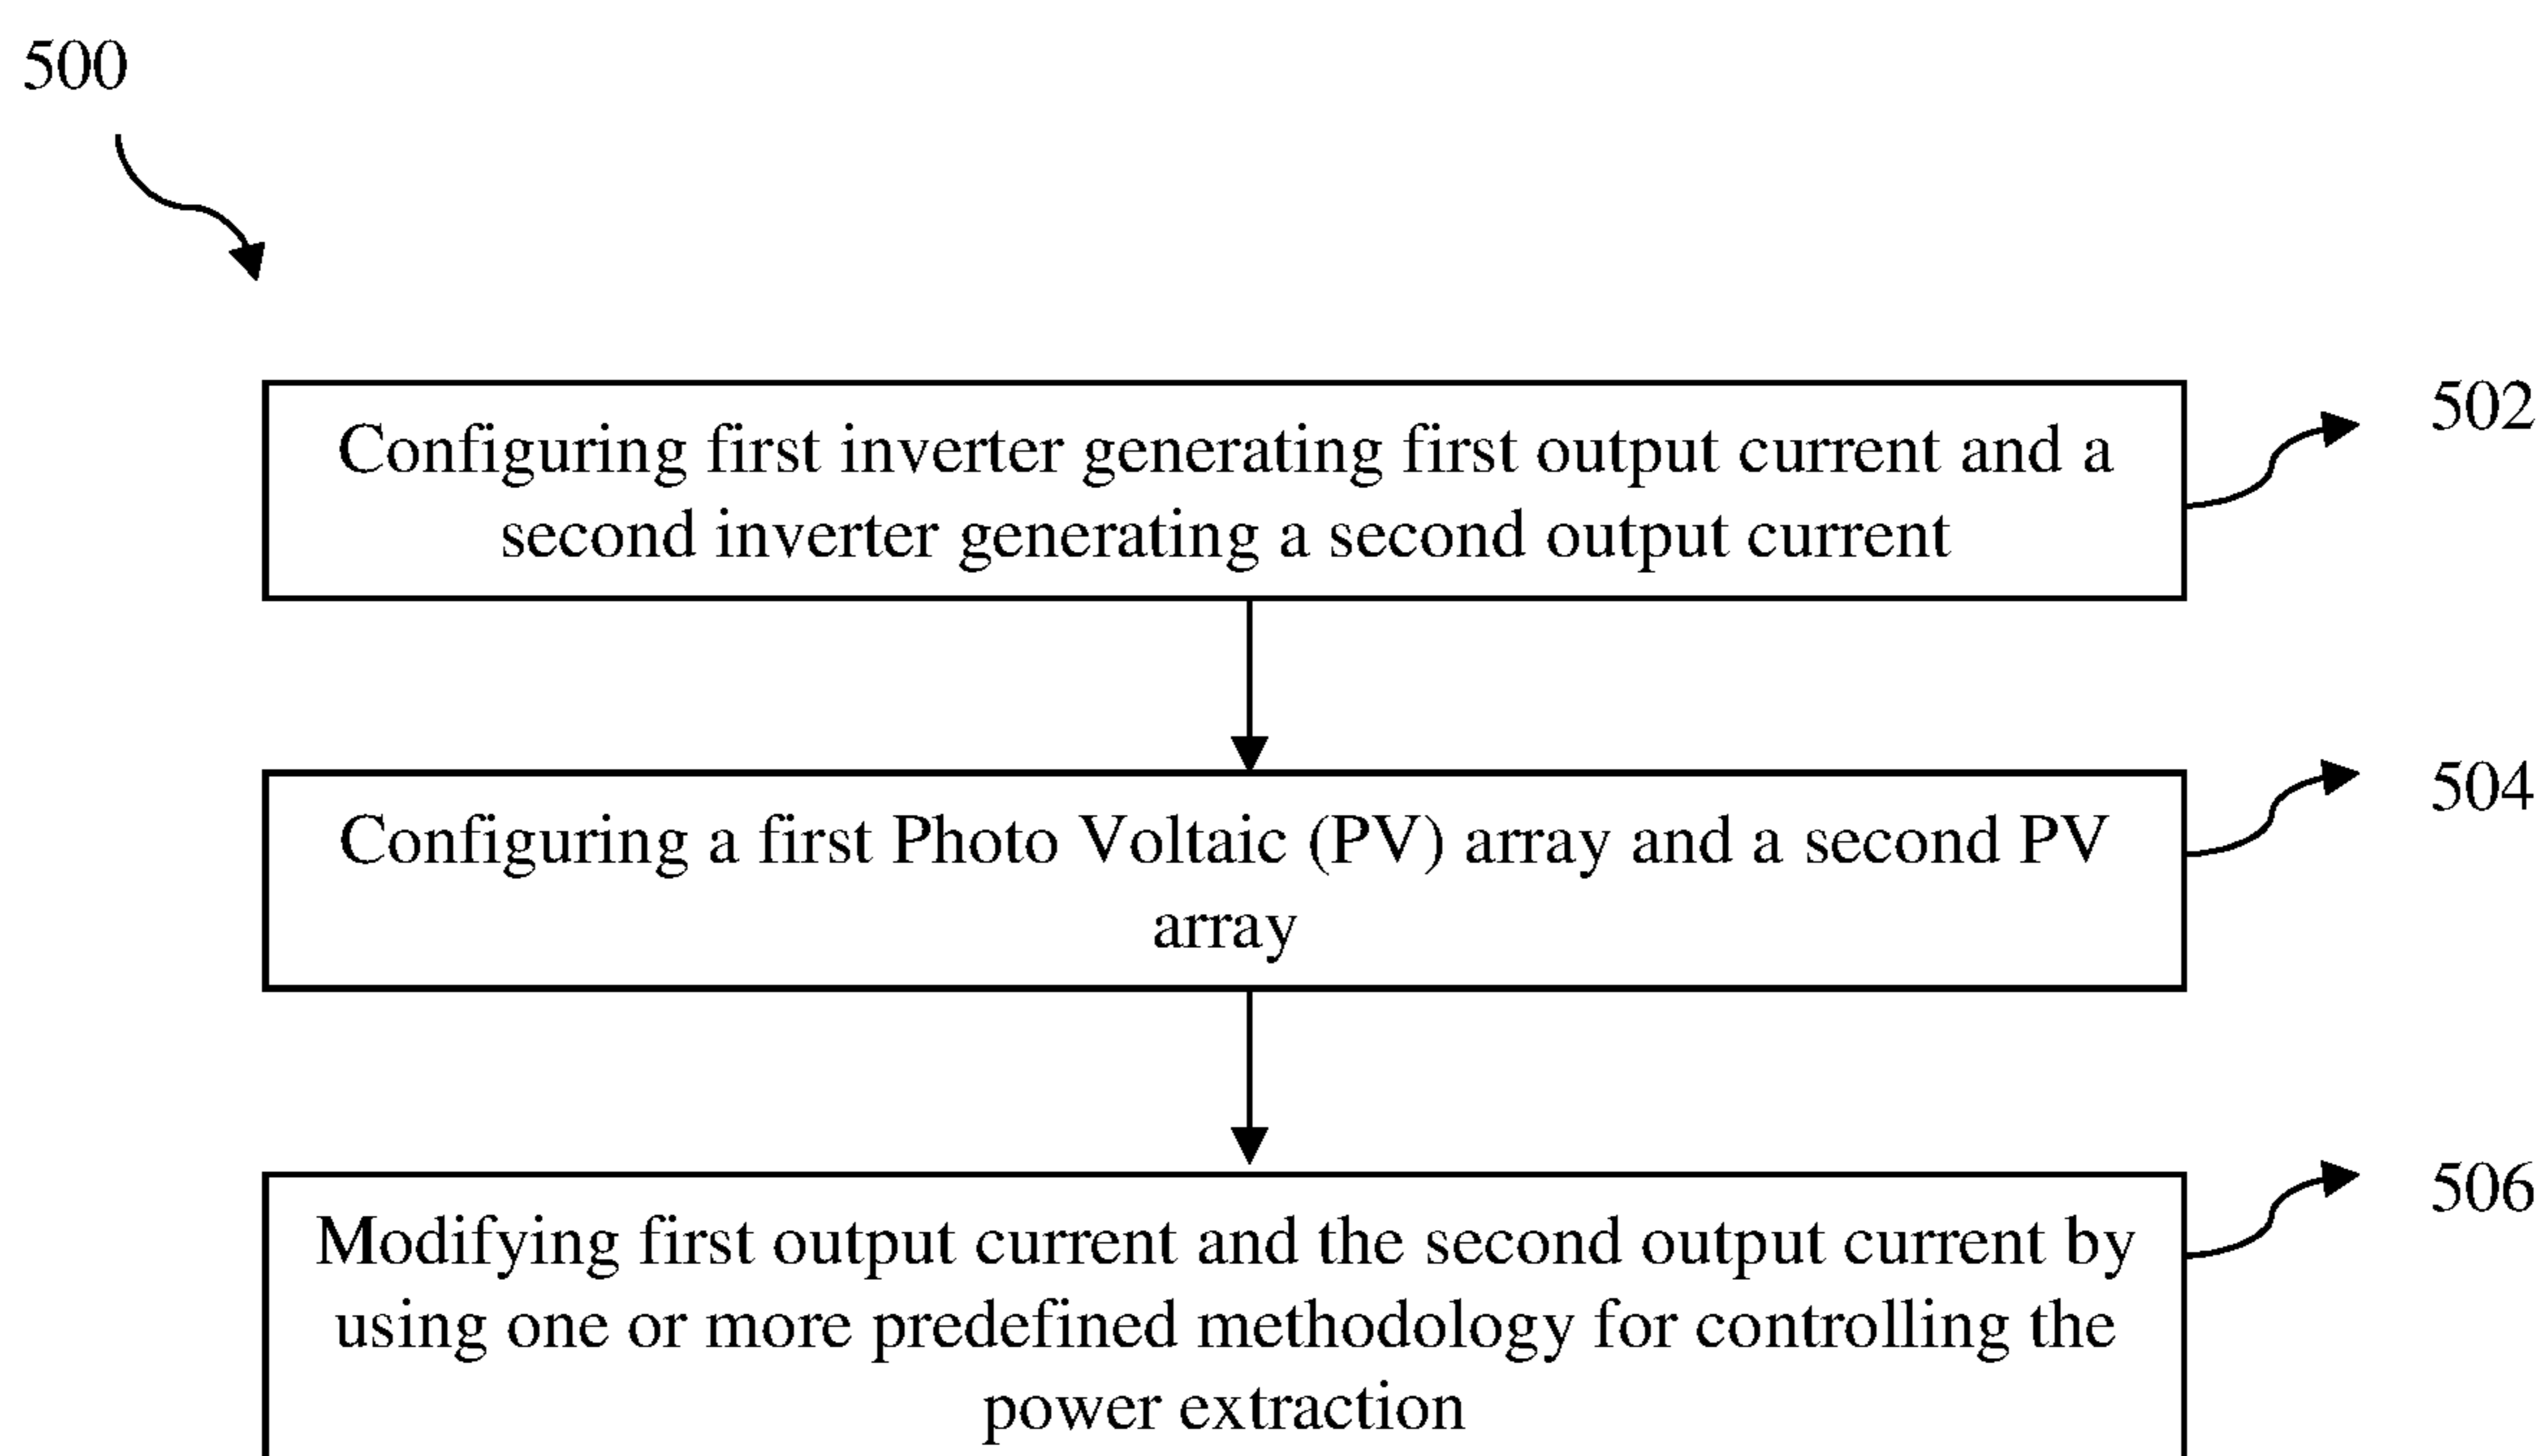 500
502
Configuring first inverter generating first output current and a
second inverter generating a second output current
504
Configuring a first Photo Voltaic (PV) array and a second PV
array
506
Modifying first output current and the second output current by
using one or more predefined methodology for controlling the
power extraction